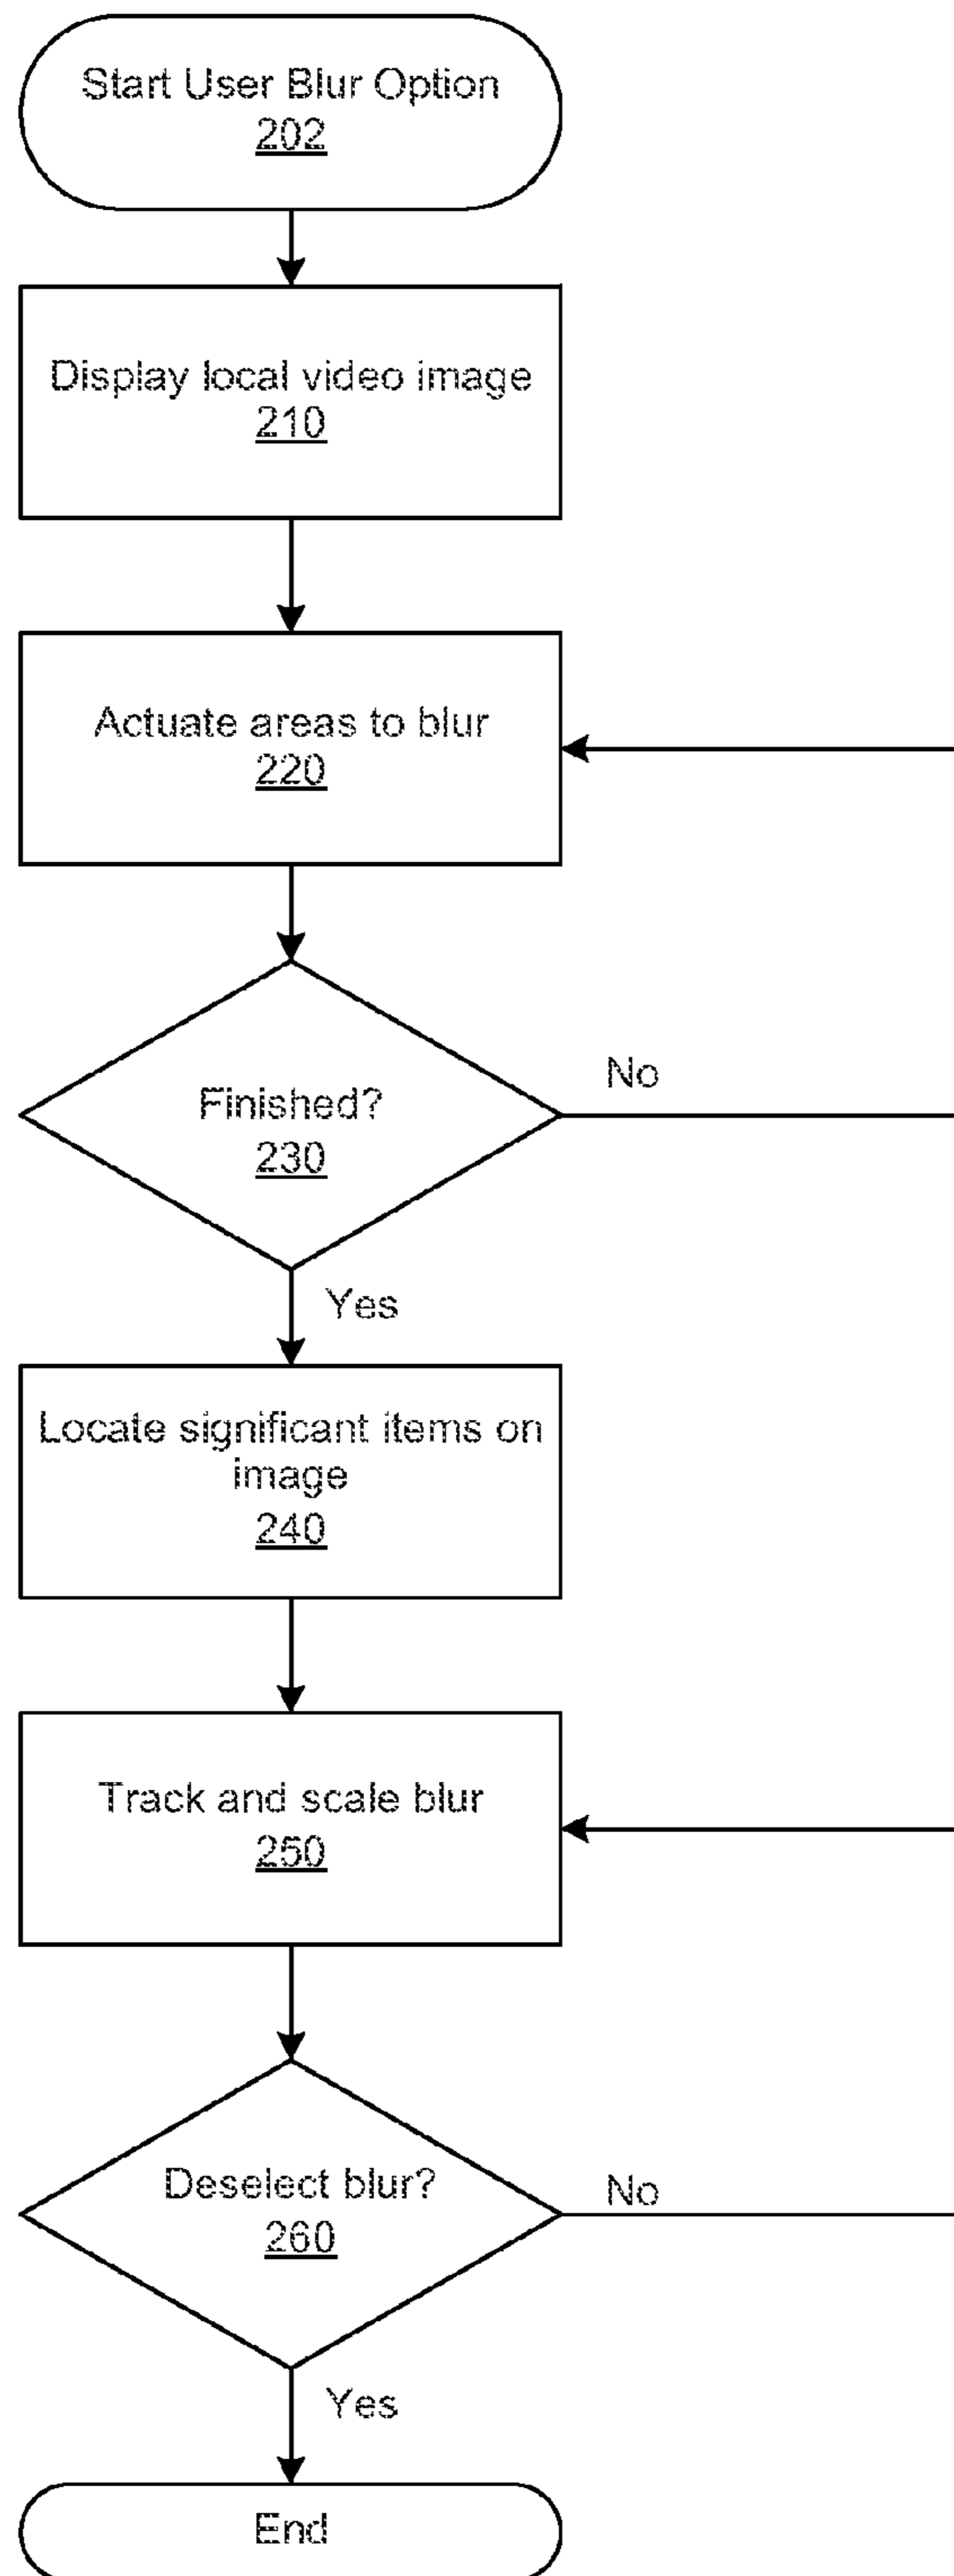 Start User Blur Option
202
Display local video image
210
Actuate areas to blur
220
Finished?
230
No
Yes
Locate significant items on
image
240
Track and scale blur
250
Deselect blur?
260
No
Yes
End